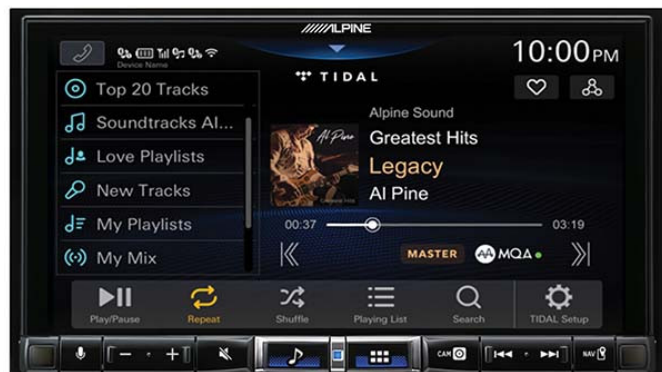 ALPINE
Device Name
TIDAL
10:00PM
Top 20 Tracks
Soundtracks Al...
Love Playlists
New Tracks
My Playlists
My Mix
Al Pine
Alpine Sound
Greatest Hits
Legacy
Al Pine
00:37
03:19
MASTER
MQA
Play/Pause
Repeat
Shuffle
Playing List
Search
TIDAL Setup
CAM
NAV